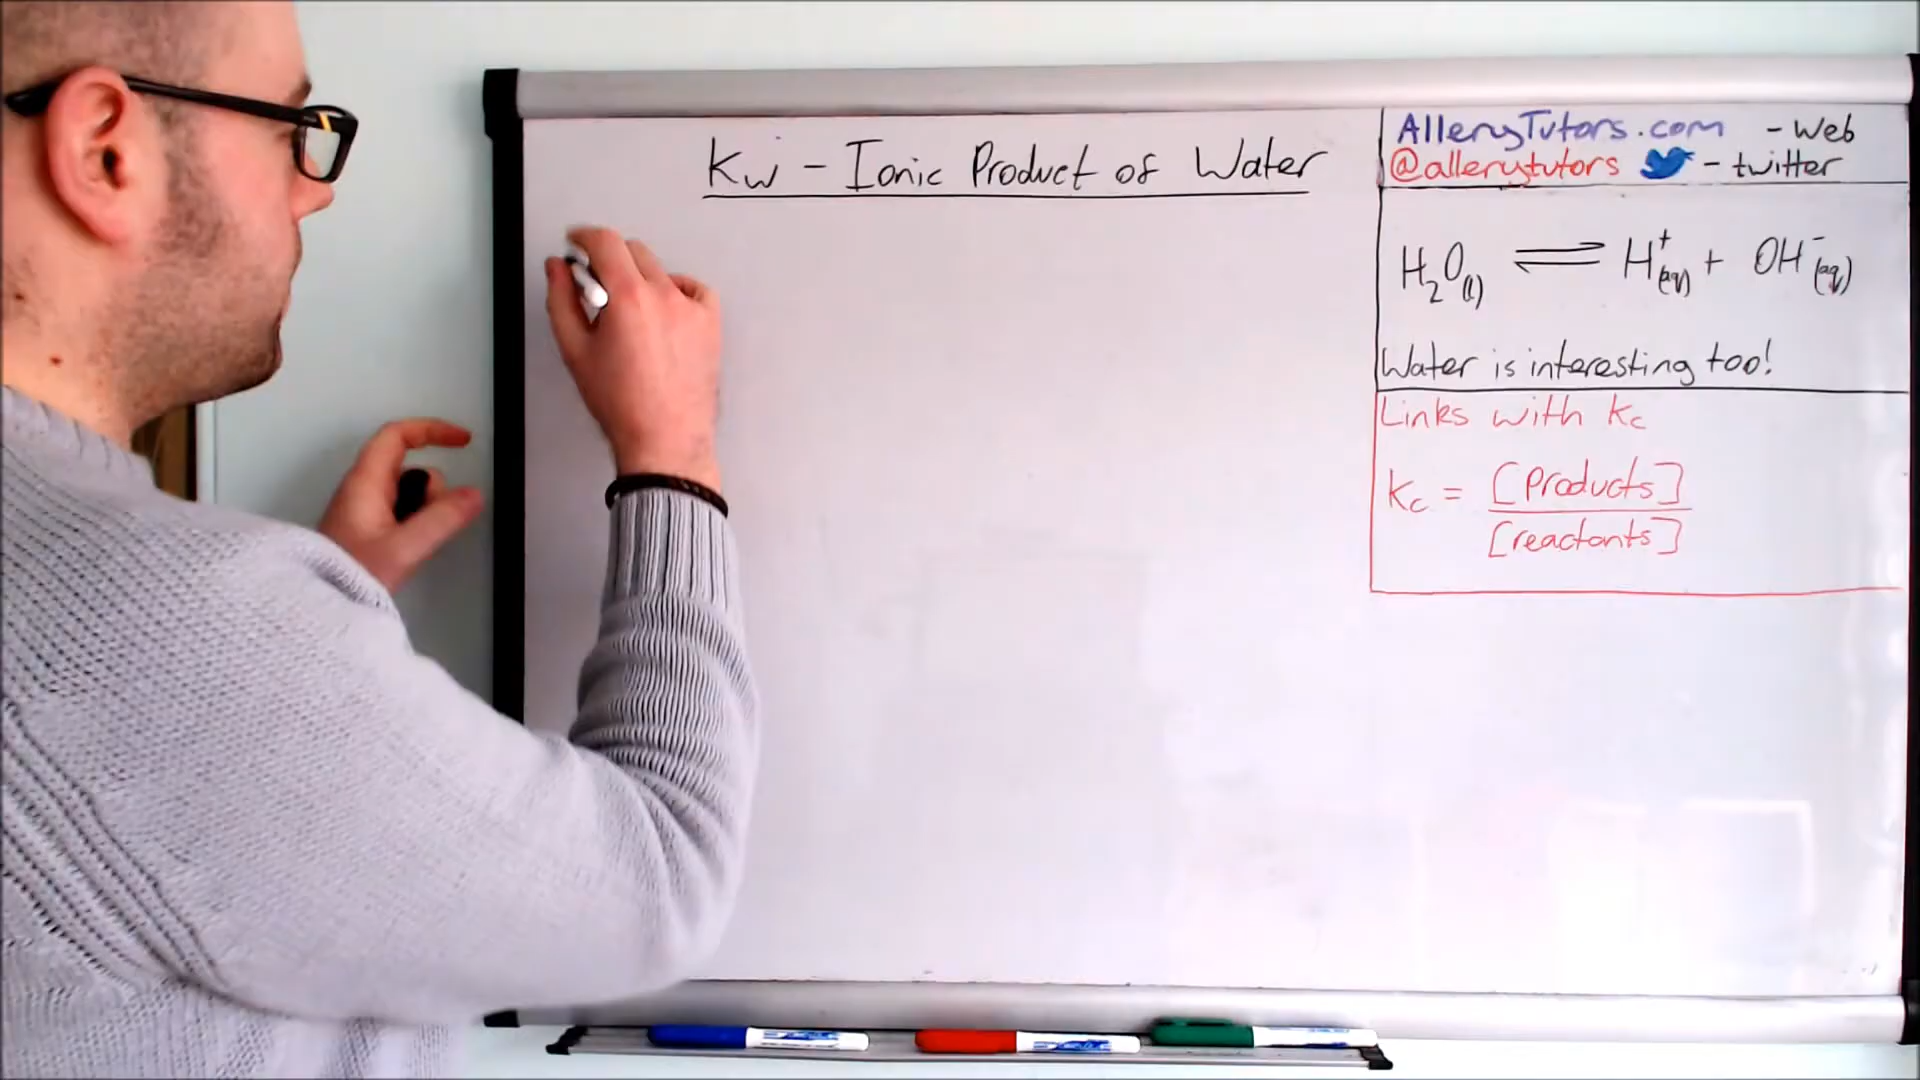 Kw - Ionic Product of Water
AlleryTutors.com - Web
@allerytutors - twitter
H₂O(l) ⇌ H⁺(aq) + OH⁻(aq)
Water is interesting too!
Links with Kc
Kc = [Products]
[reactants]